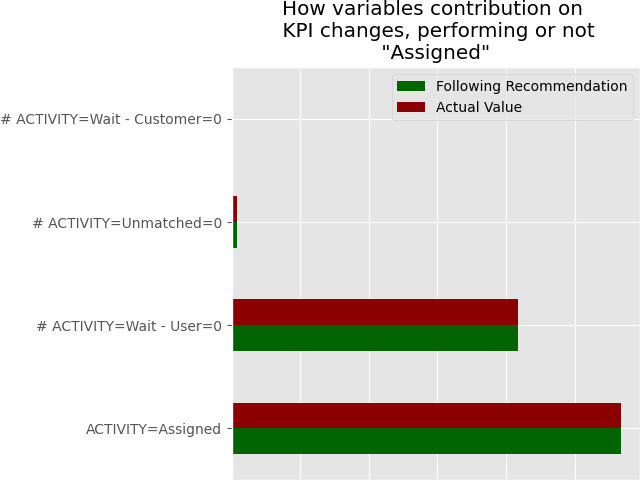 How variables contribution on
KPI changes, performing or not
"Assigned"
Following Recommendation
Actual Value
# ACTIVITY=Wait - Customer=0
# ACTIVITY=Unmatched=0
# ACTIVITY=Wait - User=0
ACTIVITY=Assigned